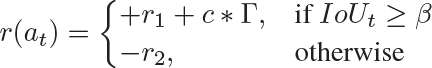 r(a_t) = { +r_1 + c * Γ, if IoU_t ≥ β
−r_2, otherwise